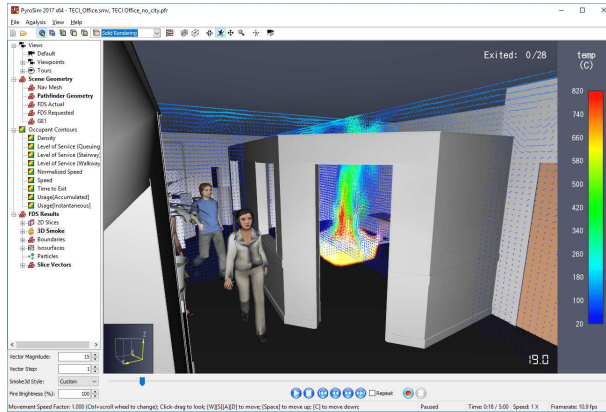 PyroSim 2017 x64 - TECI_Office.smv, TECI Office_no_city.pfr
File Analysis View Help
Solid Rendering
Views
Default
Viewpoints
Tours
Scene Geometry
Nav Mesh
Pathfinder Geometry
FDS Actual
FDS Requested
GE1
Occupant Contours
Density
Level of Service (Queuing
Level of Service (Stairway
Level of Service (Walkway
Normalized Speed
Speed
Time to Exit
Usage[Accumulated]
Usage[Instantaneous]
FDS Results
2D Slices
3D Smoke
Boundaries
Isosurfaces
Particles
Slice Vectors
Vector Magnitude: 15
Vector Step: 1
Smoke3d Style: Custom
Fire Brightness (%): 100
Exited: 0/28
temp
(C)
820
740
660
580
500
420
340
260
180
100
20
19.0
Repeat
Movement Speed Factor: 1.000 (Ctrl+scroll wheel to change); Click-drag to look; [W][S][A][D] to move; [Space] to move up; [C] to move down;
Paused
Time: 0:18 / 5:00
Speed: 1 X
Framerate: 10.9 fps